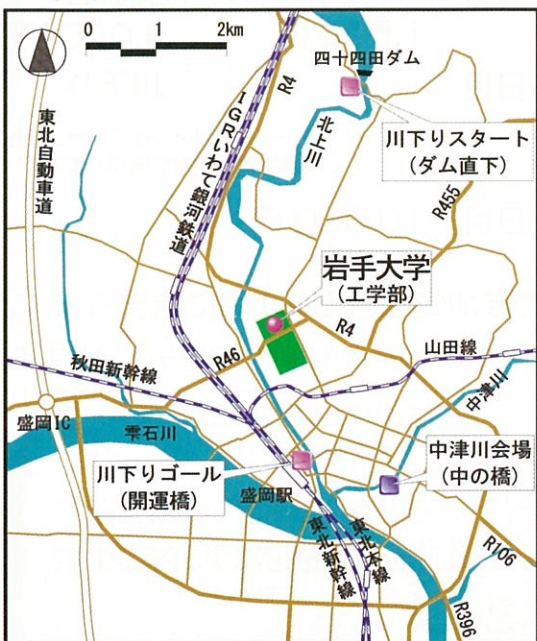 0 1 2km
四十四田ダム
川下りスタート
(ダム直下)
東北自動車道
IGRいわて銀河鉄道
R4
北上川
R455
岩手大学
(工学部)
R4
山田線
秋田新幹線
R46
中津川
盛岡IC
雫石川
川下りゴール
(開運橋)
盛岡駅
中津川会場
(中の橋)
東北新幹線
東北本線
R106
R396